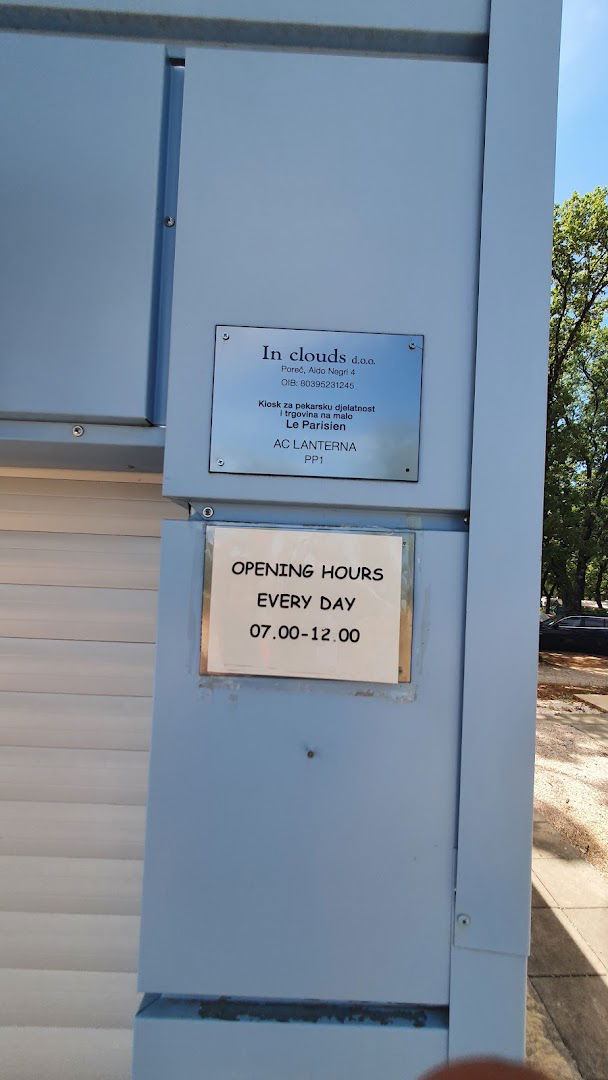 In clouds d.o.o.
Poreč, Aldo Negri 4
OIB: 80395231245
Kiosk za pekarsku djelatnost
i trgovina na malo
Le Parisien
AC LANTERNA
PP1
OPENING HOURS
EVERY DAY
07.00-12.00